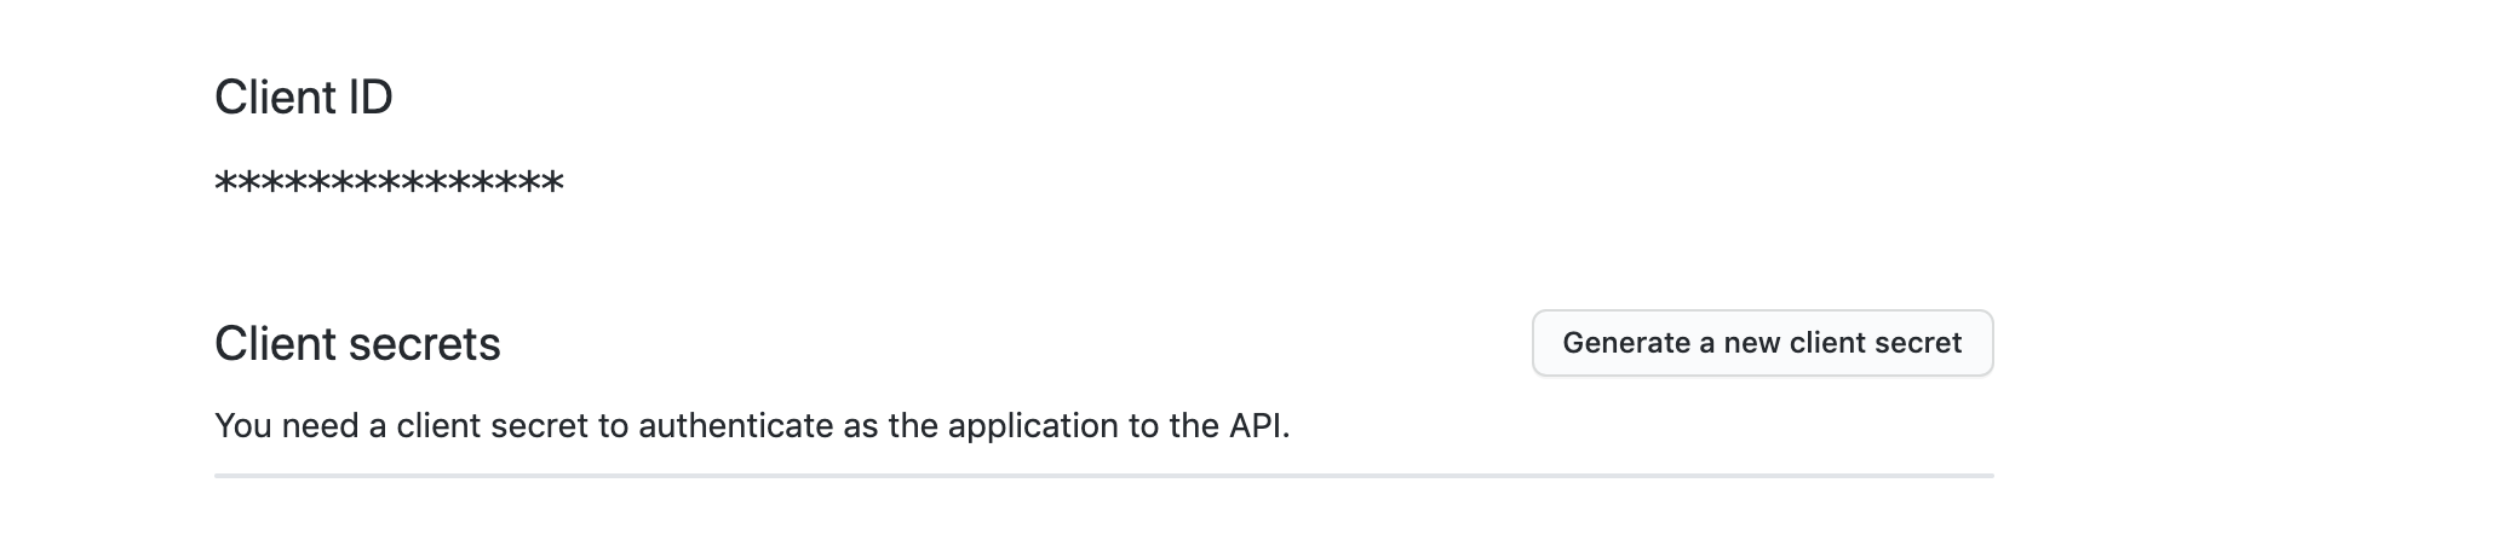 Client ID
***************
Client secrets
Generate a new client secret
You need a client secret to authenticate as the application to the API.